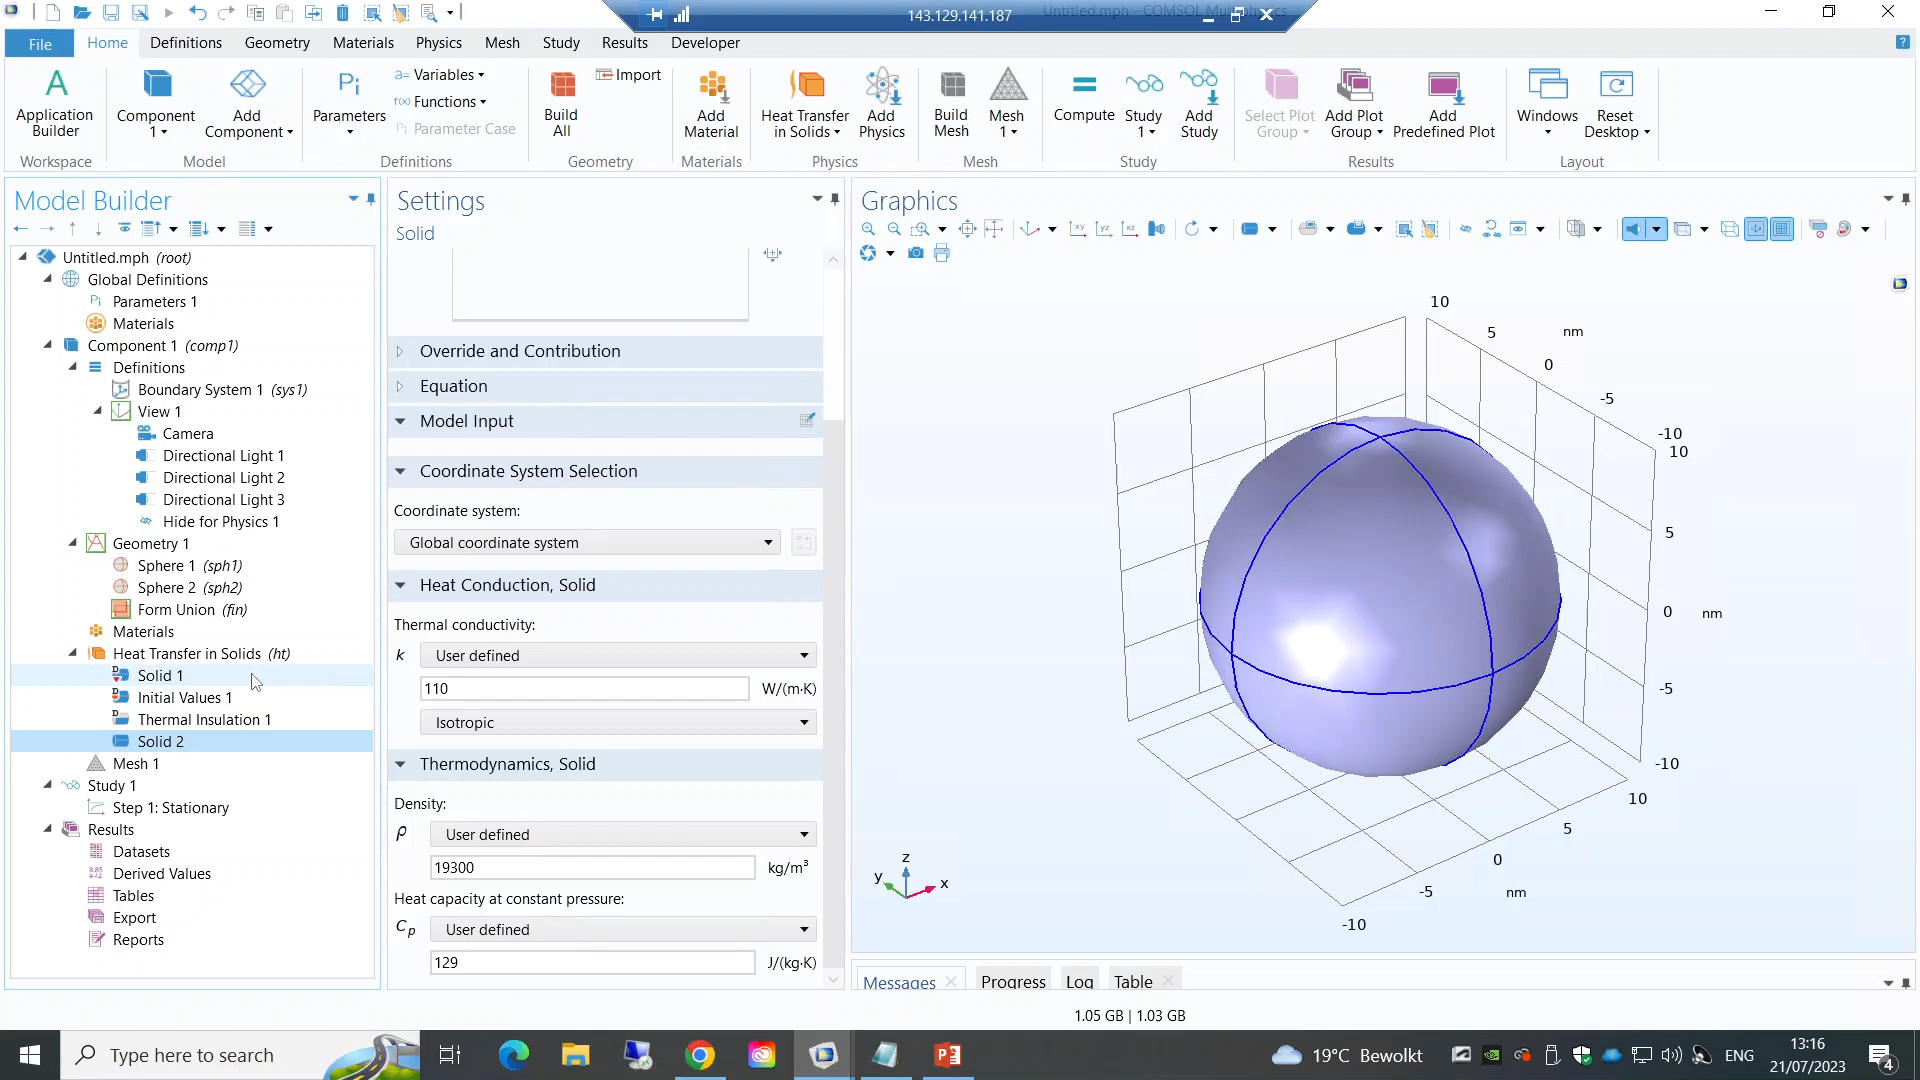 143.129.141.187
Untitled.mph - COMSOL Multiphysics
File
Home
Definitions
Geometry
Materials
Physics
Mesh
Study
Results
Developer
Application Builder
Component 1
Add Component
Parameters
a= Variables
f(x) Functions
Pi Parameter Case
Build All
Import
Add Material
Heat Transfer in Solids
Add Physics
Build Mesh
Mesh 1
Compute
Study 1
Add Study
Select Plot Group
Add Plot Group
Add Predefined Plot
Windows
Reset Desktop
Workspace
Model
Definitions
Geometry
Materials
Physics
Mesh
Study
Results
Layout
Model Builder
Untitled.mph (root)
Global Definitions
Pi Parameters 1
Materials
Component 1 (comp1)
Definitions
Boundary System 1 (sys1)
View 1
Camera
Directional Light 1
Directional Light 2
Directional Light 3
Hide for Physics 1
Geometry 1
Sphere 1 (sph1)
Sphere 2 (sph2)
Form Union (fin)
Materials
Heat Transfer in Solids (ht)
Solid 1
Initial Values 1
Thermal Insulation 1
Solid 2
Mesh 1
Study 1
Step 1: Stationary
Results
Datasets
Derived Values
Tables
Export
Reports
Settings
Solid
Override and Contribution
Equation
Model Input
Coordinate System Selection
Coordinate system:
Global coordinate system
Heat Conduction, Solid
Thermal conductivity:
k User defined
110 W/(m·K)
Isotropic
Thermodynamics, Solid
Density:
ρ User defined
19300 kg/m³
Heat capacity at constant pressure:
Cp User defined
129 J/(kg·K)
Graphics
10
5
nm
0
-5
-10
10
5
0
nm
-5
-10
10
5
0
nm
-5
-10
z
y
x
Messages
Progress
Log
Table
1.05 GB | 1.03 GB
Type here to search
19°C Bewolkt
ENG
13:16
21/07/2023
4